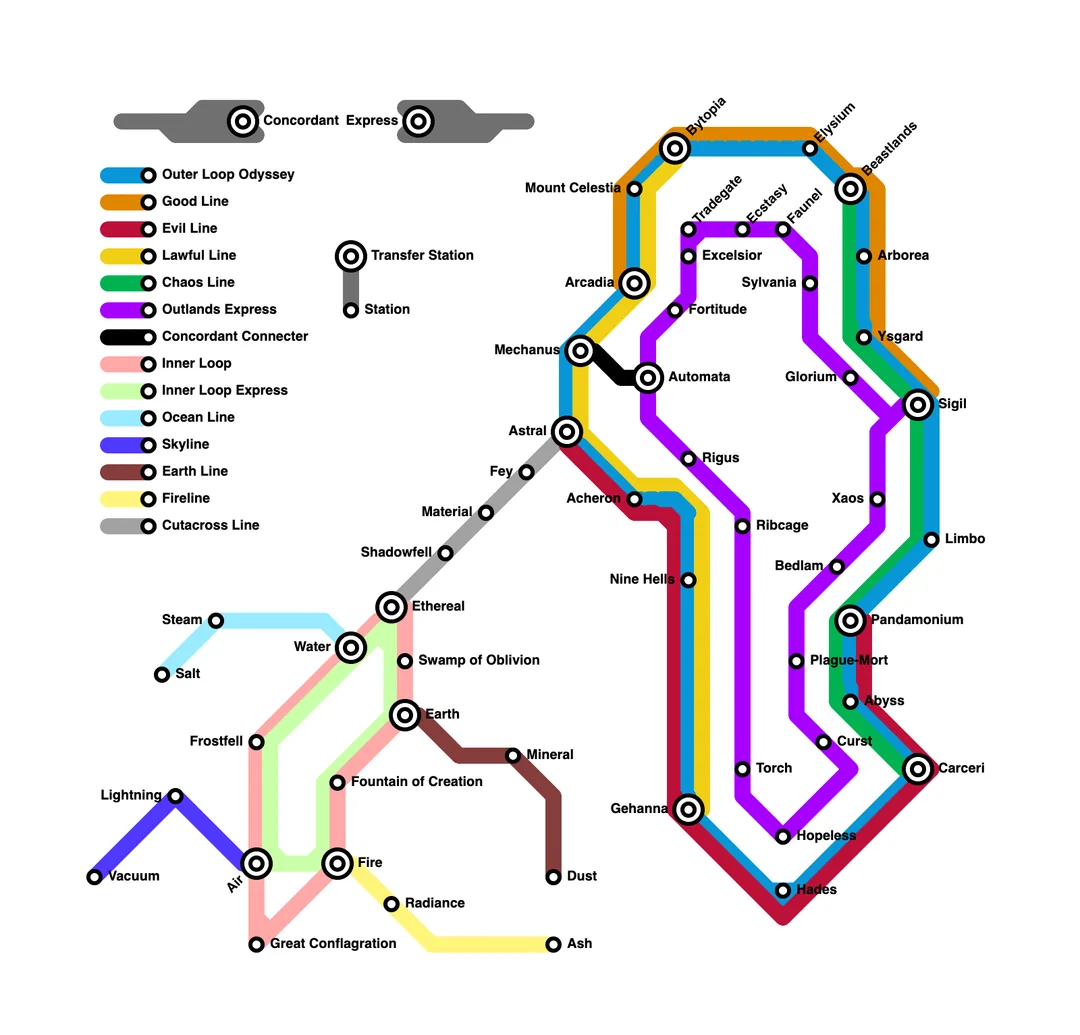 Concordant Express
Outer Loop Odyssey
Good Line
Evil Line
Lawful Line
Chaos Line
Outlands Express
Concordant Connecter
Inner Loop
Inner Loop Express
Ocean Line
Skyline
Earth Line
Fireline
Cutacross Line
Transfer Station
Station
Bytopia
Elysium
Beastlands
Mount Celestia
Tradegate
Ecstasy
Faunel
Excelsior
Arborea
Arcadia
Sylvania
Fortitude
Ysgard
Mechanus
Automata
Glorium
Sigil
Astral
Fey
Rigus
Acheron
Xaos
Material
Ribcage
Limbo
Shadowfell
Bedlam
Nine Hells
Ethereal
Steam
Pandamonium
Water
Swamp of Oblivion
Plague-Mort
Salt
Abyss
Earth
Frostfell
Curst
Mineral
Torch
Carceri
Fountain of Creation
Lightning
Gehanna
Hopeless
Fire
Air
Vacuum
Dust
Hades
Radiance
Great Conflagration
Ash